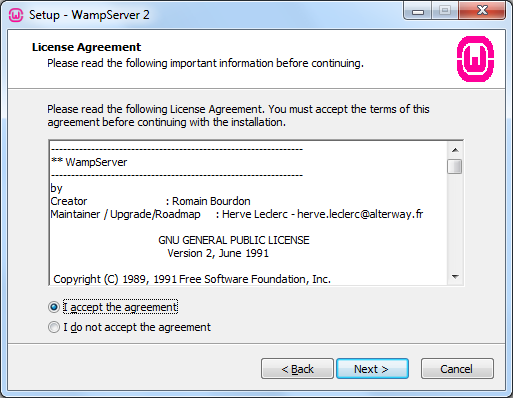 Setup - WampServer 2
License Agreement
Please read the following important information before continuing.
Please read the following License Agreement. You must accept the terms of this
agreement before continuing with the installation.
------------------------------------------------------------
** WampServer
------------------------------------------------------------
by
Creator : Romain Bourdon
Maintainer / Upgrade/Roadmap : Herve Leclerc - herve.leclerc@alterway.fr
GNU GENERAL PUBLIC LICENSE
Version 2, June 1991
Copyright (C) 1989, 1991 Free Software Foundation, Inc.
I accept the agreement
I do not accept the agreement
< Back
Next >
Cancel